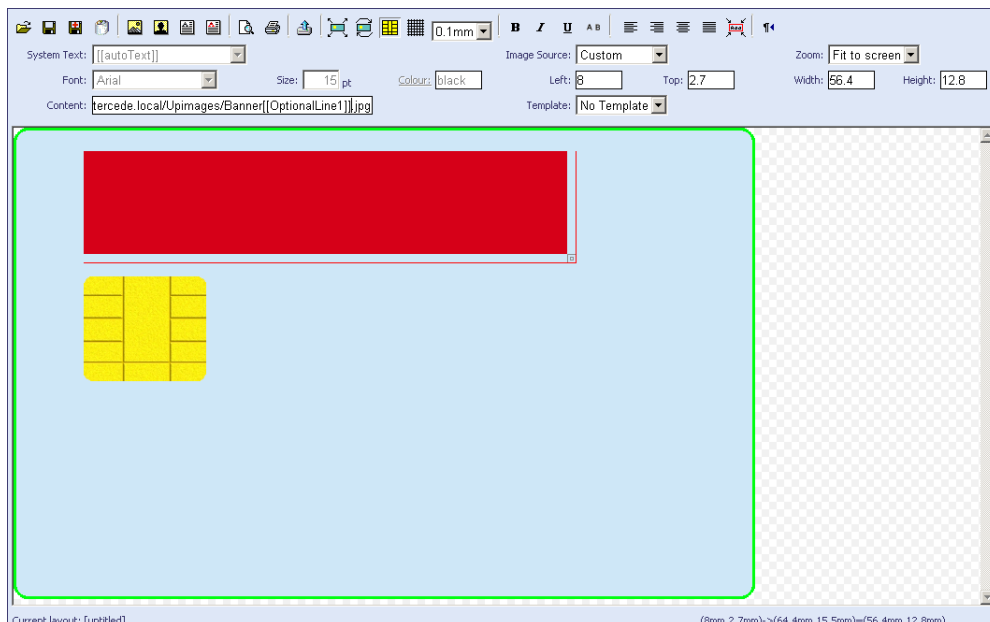 0.1mm B I U A B
System Text: [[autoText]] Image Source: Custom Zoom: Fit to screen
Font: Arial Size: 15 pt Colour: black Left: 8 Top: 2.7 Width: 56.4 Height: 12.8
Content: tercede.local/Upimages/Banner[[OptionalLine1]].jpg Template: No Template
Current layout: [untitled] (8mm,2.7mm)->(64.4mm,15.5mm)=(56.4mm,12.8mm)